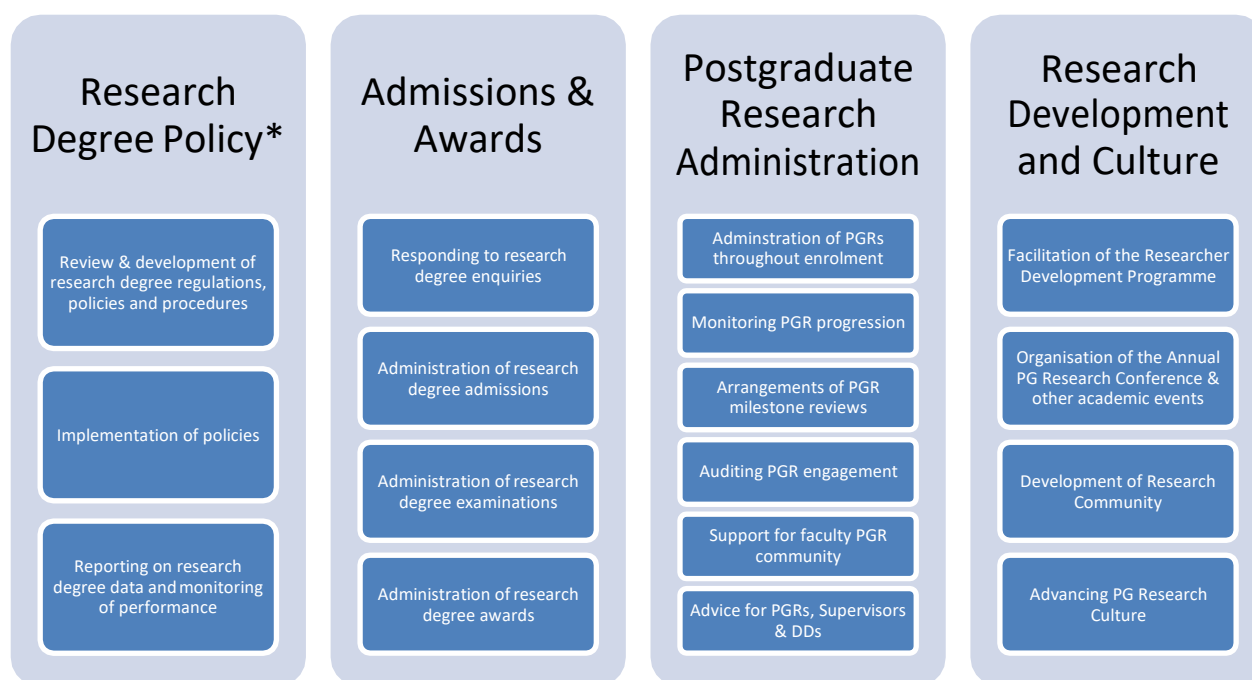 Research
Degree Policy*
Review & development of
research degree regulations,
policies and procedures
Implementation of policies
Reporting on research
degree data and monitoring
of performance
Admissions &
Awards
Responding to research
degree enquiries
Administration of research
degree admissions
Administration of research
degree examinations
Administration of research
degree awards
Postgraduate
Research
Administration
Adminstration of PGRs
throughout enrolment
Monitoring PGR progression
Arrangements of PGR
milestone reviews
Auditing PGR engagement
Support for faculty PGR
community
Advice for PGRs, Supervisors
& DDs
Research
Development
and Culture
Facilitation of the Researcher
Development Programme
Organisation of the Annual
PG Research Conference &
other academic events
Development of Research
Community
Advancing PG Research
Culture